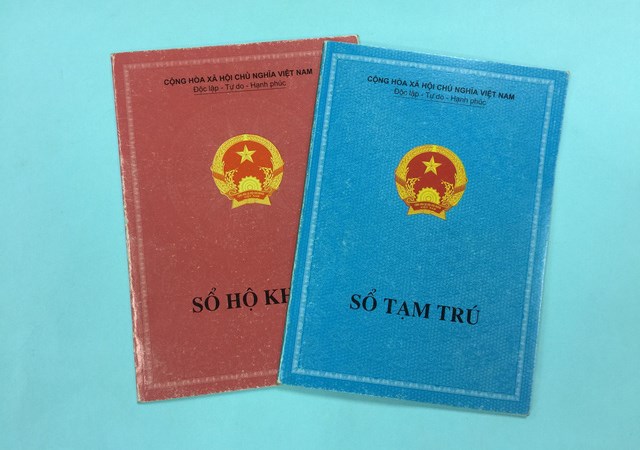 CỘNG HÒA XÃ HỘI CHỦ NGHĨA VIỆT NAM
Độc lập - Tự do - Hạnh phúc
SỔ HỘ KH
CỘNG HÒA XÃ HỘI CHỦ NGHĨA VIỆT NAM
Độc lập - Tự do - Hạnh phúc
SỔ TẠM TRÚ